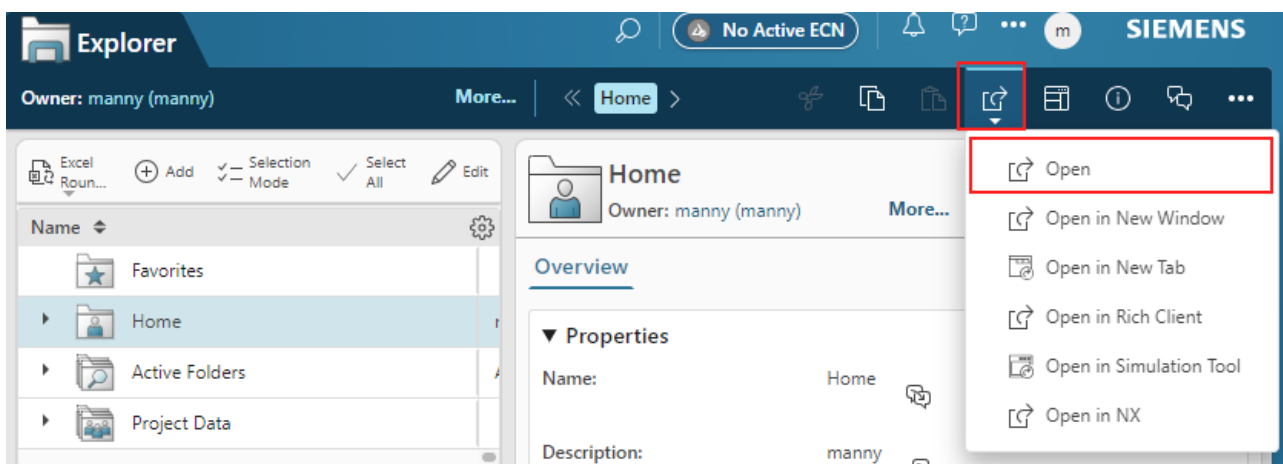 Explorer
No Active ECN
m
SIEMENS
Owner: manny (manny)
More...
Home
Excel
Roun...
Add
Selection
Mode
Select
All
Edit
Name
Favorites
Home
Active Folders
Project Data
Home
Owner: manny (manny)
More...
Overview
Properties
Name:
Home
Description:
manny
Open
Open in New Window
Open in New Tab
Open in Rich Client
Open in Simulation Tool
Open in NX